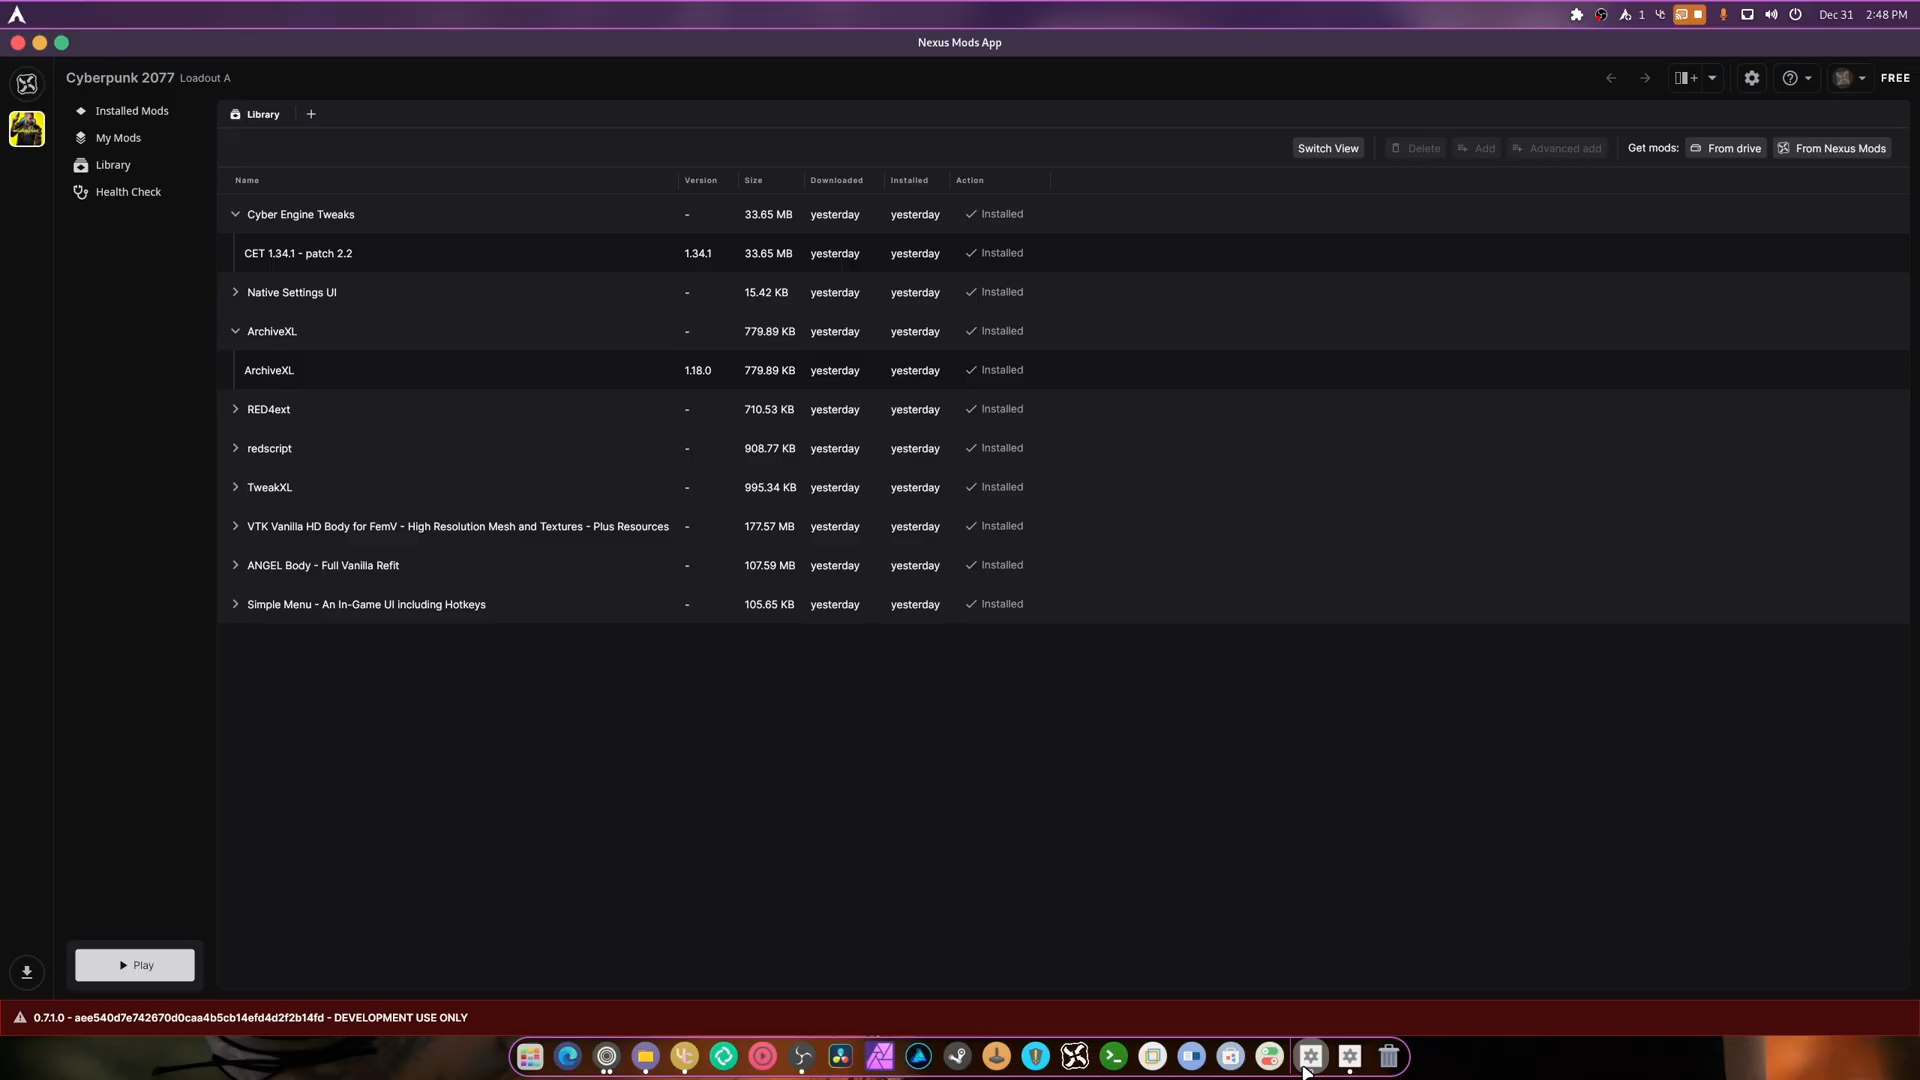 1
Dec 31 2:48 PM
Nexus Mods App
Cyberpunk 2077 Loadout A
FREE
Installed Mods
My Mods
Library
Health Check
Library
Switch View Delete Add Advanced add Get mods: From drive From Nexus Mods
Name Version Size Downloaded Installed Action
Cyber Engine Tweaks - 33.65 MB yesterday yesterday Installed
CET 1.34.1 - patch 2.2 1.34.1 33.65 MB yesterday yesterday Installed
Native Settings UI - 15.42 KB yesterday yesterday Installed
ArchiveXL - 779.89 KB yesterday yesterday Installed
ArchiveXL 1.18.0 779.89 KB yesterday yesterday Installed
RED4ext - 710.53 KB yesterday yesterday Installed
redscript - 908.77 KB yesterday yesterday Installed
TweakXL - 995.34 KB yesterday yesterday Installed
VTK Vanilla HD Body for FemV - High Resolution Mesh and Textures - Plus Resources - 177.57 MB yesterday yesterday Installed
ANGEL Body - Full Vanilla Refit - 107.59 MB yesterday yesterday Installed
Simple Menu - An In-Game UI including Hotkeys - 105.65 KB yesterday yesterday Installed
Play
0.7.1.0 - aee540d7e742670d0caa4b5cb14efd4d2f2b14fd - DEVELOPMENT USE ONLY